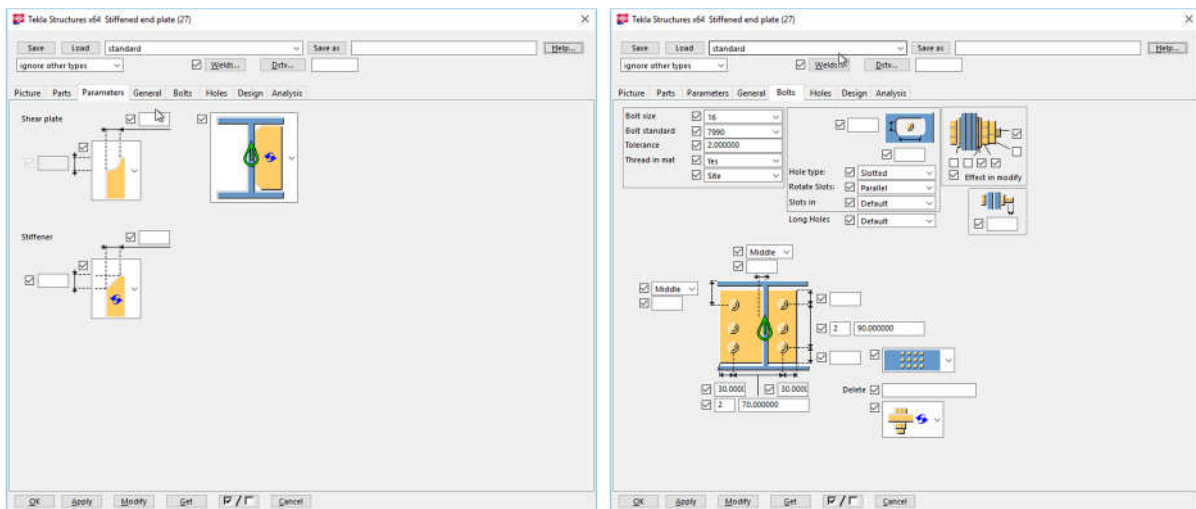 Tekla Structures x64 Stiffened end plate (27)
Save Load standard Save as Help...
ignore other types Welds... Dstv...
Picture Parts Parameters General Bolts Holes Design Analysis
Shear plate
Stiffener
OK Apply Modify Get Cancel
Tekla Structures x64 Stiffened end plate (27)
Save Load standard Save as Help...
ignore other types Welds... Dstv...
Picture Parts Parameters General Bolts Holes Design Analysis
Bolt size 16
Bolt standard 7990
Tolerance 2.000000
Thread in mat Yes
Site
Hole type: Slotted
Rotate Slots: Parallel
Slots in Default
Long Holes Default
Effect in modify
Middle
Middle
2 90.000000
30.000 30.000
2 70.000000
Delete
OK Apply Modify Get Cancel